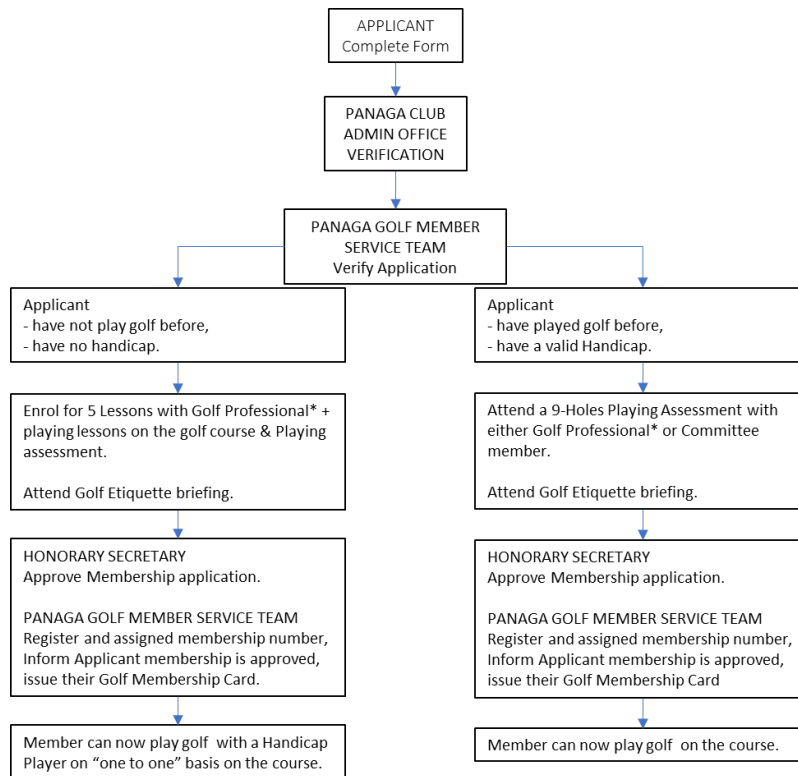 APPLICANT
Complete Form
PANAGA CLUB
ADMIN OFFICE
VERIFICATION
PANAGA GOLF MEMBER
SERVICE TEAM
Verify Application
Applicant
- have not play golf before,
- have no handicap.
Enrol for 5 Lessons with Golf Professional* +
playing lessons on the golf course & Playing
assessment.
Attend Golf Etiquette briefing.
HONORARY SECRETARY
Approve Membership application.
PANAGA GOLF MEMBER SERVICE TEAM
Register and assigned membership number,
Inform Applicant membership is approved,
issue their Golf Membership Card.
Member can now play golf with a Handicap
Player on “one to one” basis on the course.
Applicant
- have played golf before,
- have a valid Handicap.
Attend a 9-Holes Playing Assessment with
either Golf Professional* or Committee
member.
Attend Golf Etiquette briefing.
HONORARY SECRETARY
Approve Membership application.
PANAGA GOLF MEMBER SERVICE TEAM
Register and assigned membership number,
Inform Applicant membership is approved,
issue their Golf Membership Card
Member can now play golf on the course.